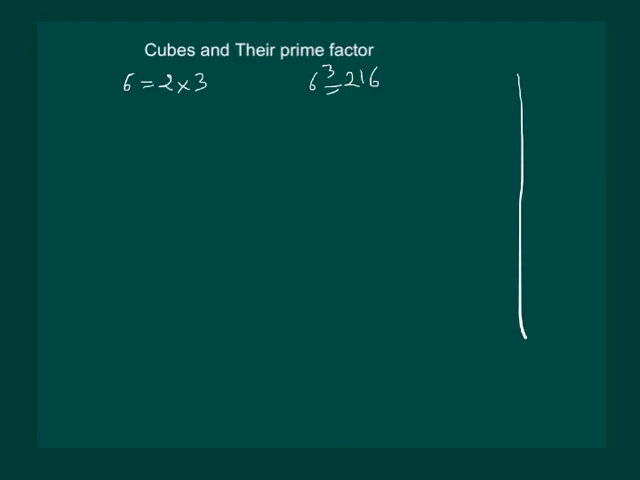 Cubes and Their prime factor
6 = 2 × 3 6³ = 216